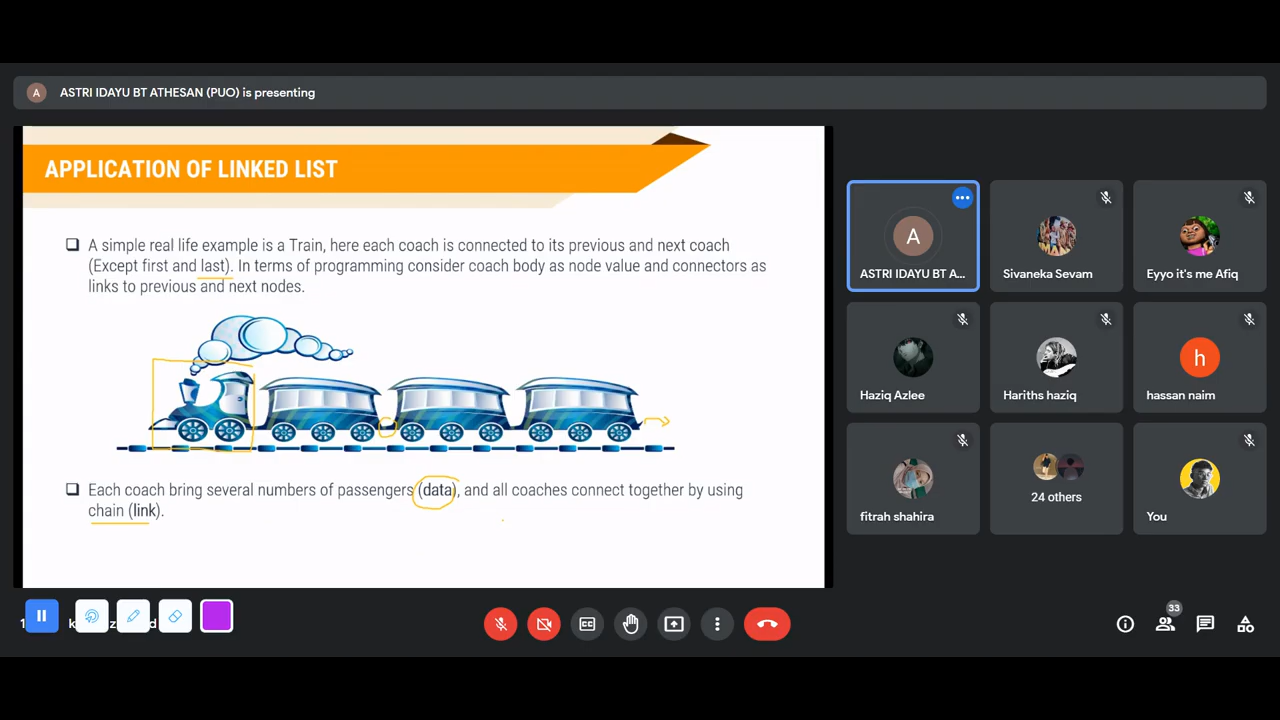 A
ASTRI IDAYU BT ATHESAN (PUO) is presenting
APPLICATION OF LINKED LIST
A simple real life example is a Train, here each coach is connected to its previous and next coach
(Except first and last). In terms of programming consider coach body as node value and connectors as
links to previous and next nodes.
Each coach bring several numbers of passengers (data), and all coaches connect together by using
chain (link).
A
ASTRI IDAYU BT A...
Sivaneka Sevam
Eyyo it's me Afiq
Haziq Azlee
Hariths haziq
h
hassan naim
fitrah shahira
24 others
You
CC
33